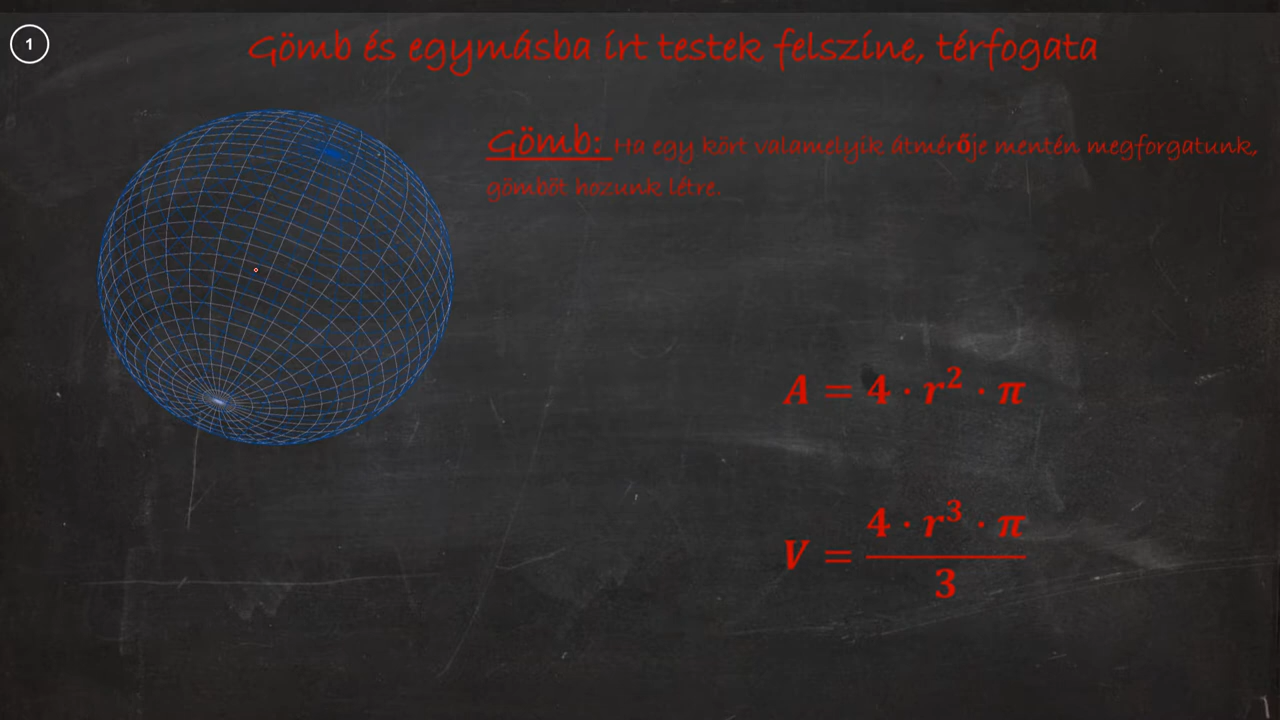 1
Gömb és egymásba írt testek felszíne, térfogata
Gömb: Ha egy kört valamelyik átmérője mentén megforgatunk,
gömböt hozunk létre.
A = 4 · r² · π
V = \frac{4 · r³ · π}{3}